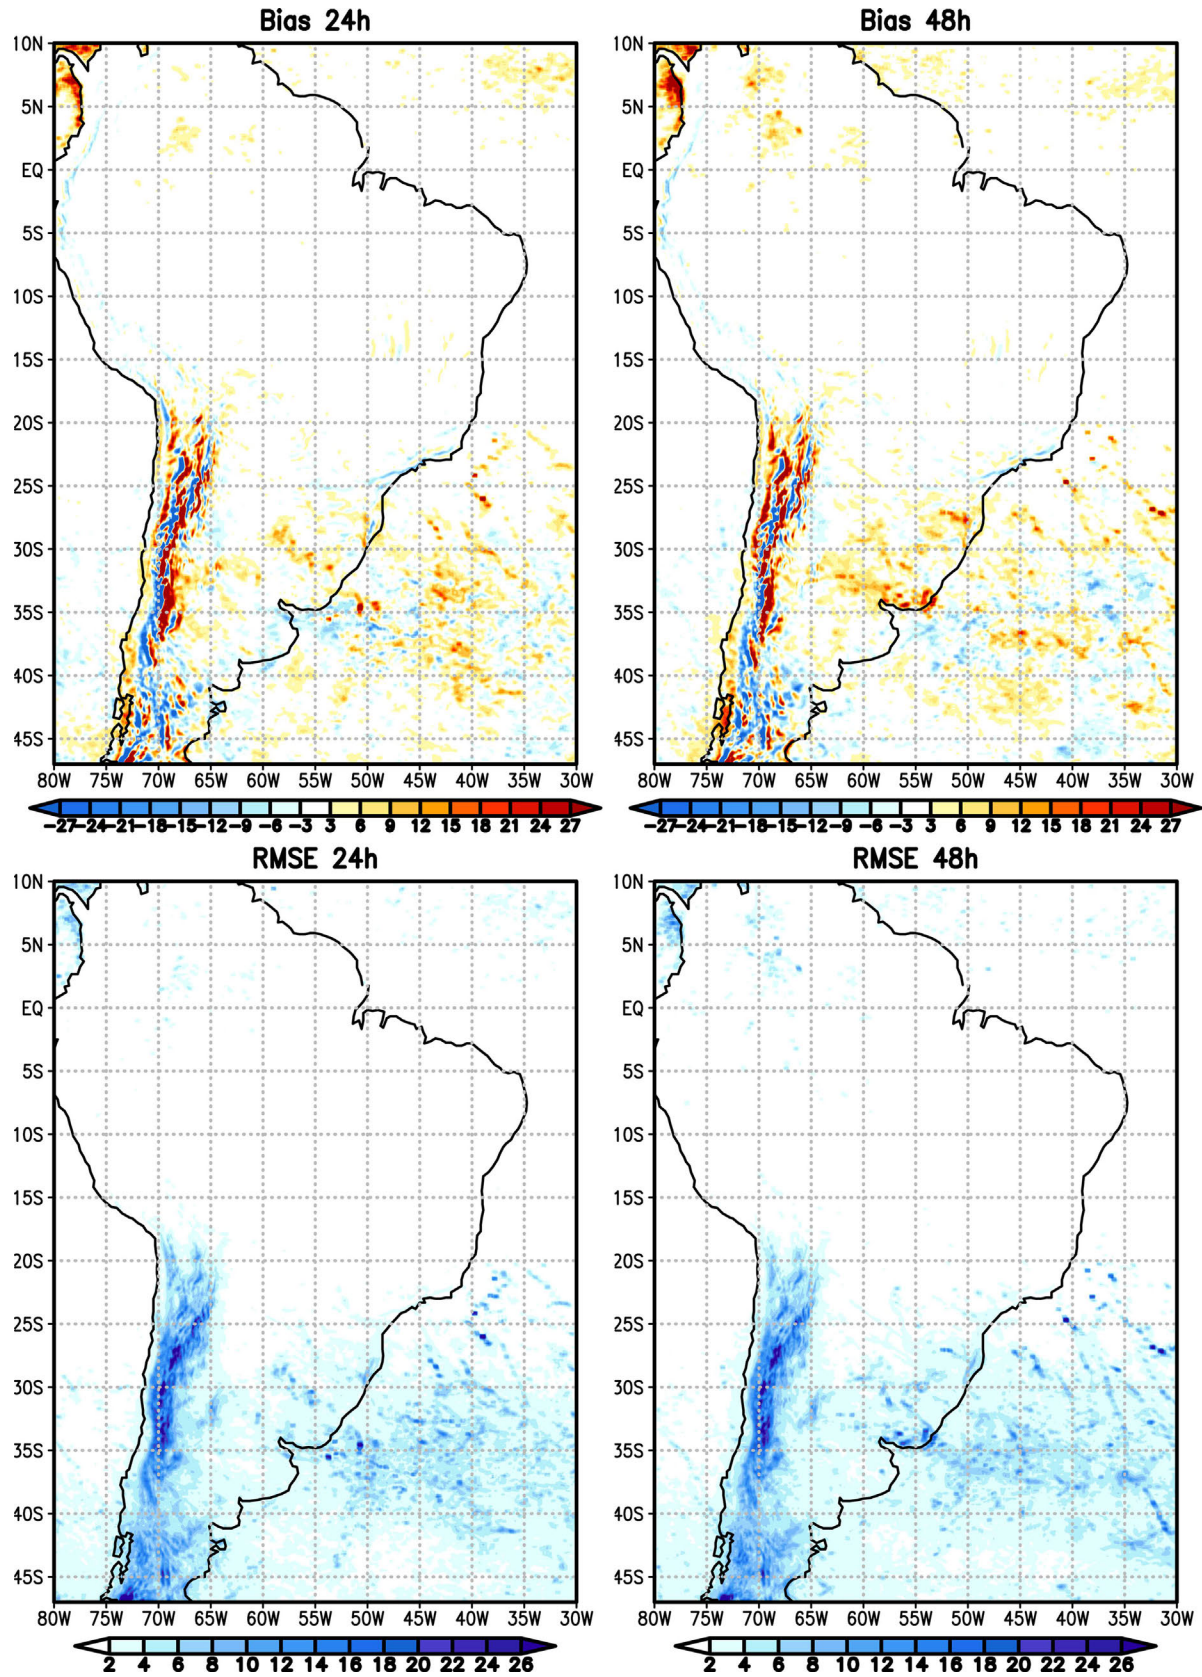 Bias 24h
10N
5N
EQ
5S
10S
15S
20S
25S
30S
35S
40S
45S
80W 75W 70W 65W 60W 55W 50W 45W 40W 35W 30W
-27 -24 -21 -18 -15 -12 -9 -6 -3 3 6 9 12 15 18 21 24 27
Bias 48h
10N
5N
EQ
5S
10S
15S
20S
25S
30S
35S
40S
45S
80W 75W 70W 65W 60W 55W 50W 45W 40W 35W 30W
-27 -24 -21 -18 -15 -12 -9 -6 -3 3 6 9 12 15 18 21 24 27
RMSE 24h
10N
5N
EQ
5S
10S
15S
20S
25S
30S
35S
40S
45S
80W 75W 70W 65W 60W 55W 50W 45W 40W 35W 30W
2 4 6 8 10 12 14 16 18 20 22 24 26
RMSE 48h
10N
5N
EQ
5S
10S
15S
20S
25S
30S
35S
40S
45S
80W 75W 70W 65W 60W 55W 50W 45W 40W 35W 30W
2 4 6 8 10 12 14 16 18 20 22 24 26